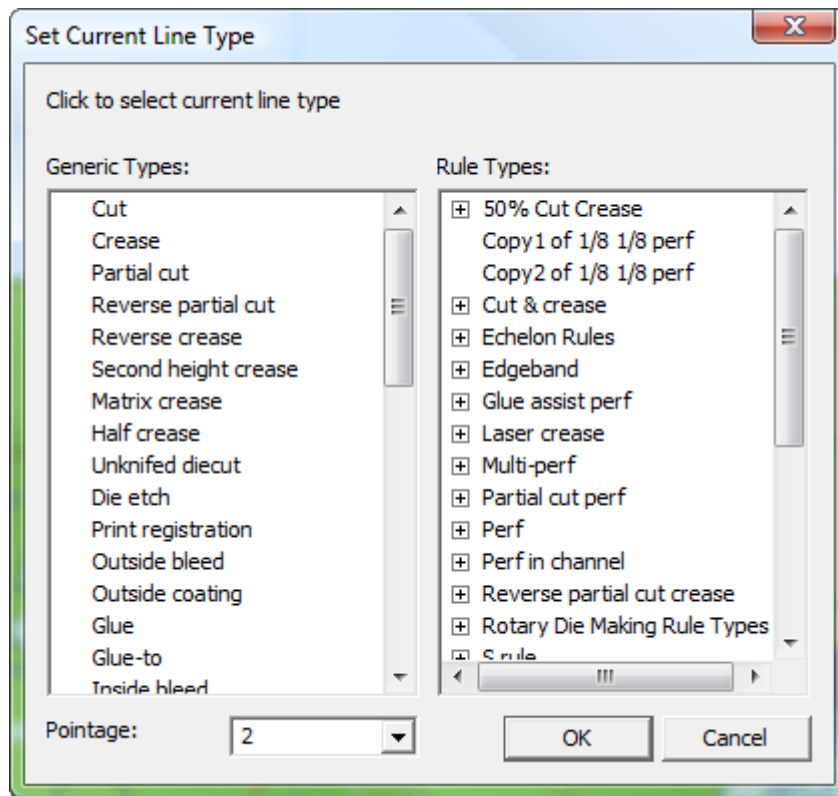 Set Current Line Type
Click to select current line type
Generic Types:
Cut
Crease
Partial cut
Reverse partial cut
Reverse crease
Second height crease
Matrix crease
Half crease
Unknifed diecut
Die etch
Print registration
Outside bleed
Outside coating
Glue
Glue-to
Inside bleed
Rule Types:
50% Cut Crease
Copy1 of 1/8 1/8 perf
Copy2 of 1/8 1/8 perf
Cut & crease
Echelon Rules
Edgeband
Glue assist perf
Laser crease
Multi-perf
Partial cut perf
Perf
Perf in channel
Reverse partial cut crease
Rotary Die Making Rule Types
S rule
Pointage:
2
OK
Cancel